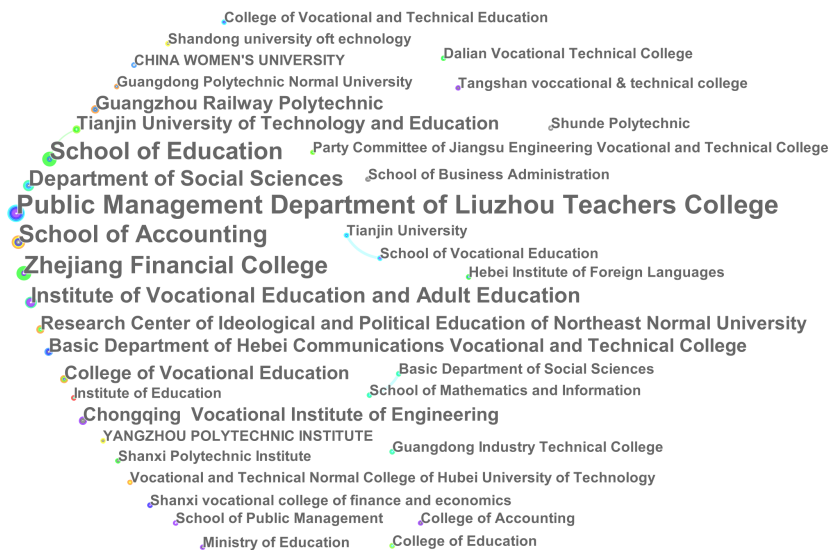 College of Vocational and Technical Education
Shandong university oft echnology
Dalian Vocational Technical College
CHINA WOMEN'S UNIVERSITY
Guangdong Polytechnic Normal University
Tangshan voccational & technical college
Guangzhou Railway Polytechnic
Tianjin University of Technology and Education
Shunde Polytechnic
School of Education
Party Committee of Jiangsu Engineering Vocational and Technical College
Department of Social Sciences
School of Business Administration
Public Management Department of Liuzhou Teachers College
School of Accounting
Tianjin University
School of Vocational Education
Zhejiang Financial College
Hebei Institute of Foreign Languages
Institute of Vocational Education and Adult Education
Research Center of Ideological and Political Education of Northeast Normal University
Basic Department of Hebei Communications Vocational and Technical College
College of Vocational Education
Basic Department of Social Sciences
Institute of Education
School of Mathematics and Information
Chongqing Vocational Institute of Engineering
YANGZHOU POLYTECHNIC INSTITUTE
Guangdong Industry Technical College
Shanxi Polytechnic Institute
Vocational and Technical Normal College of Hubei University of Technology
Shanxi vocational college of finance and economics
School of Public Management
College of Accounting
Ministry of Education
College of Education